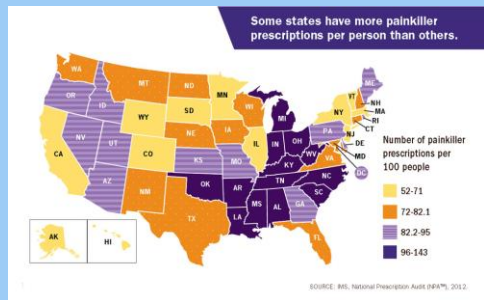 Some states have more painkiller
prescriptions per person than others.
WA
MT
ND
MN
ME
OR
ID
WY
SD
WI
MI
NY
VT
NH
MA
RI
CT
NV
UT
CO
NE
IA
IL
IN
OH
PA
NJ
DE
MD
DC
CA
AZ
NM
KS
MO
KY
WV
VA
OK
AR
TN
NC
SC
TX
LA
MS
AL
GA
FL
AK
HI
Number of painkiller
prescriptions per
100 people
52-71
72-82.1
82.2-95
96-143
SOURCE: IMS, National Prescription Audit (NPA™), 2012.